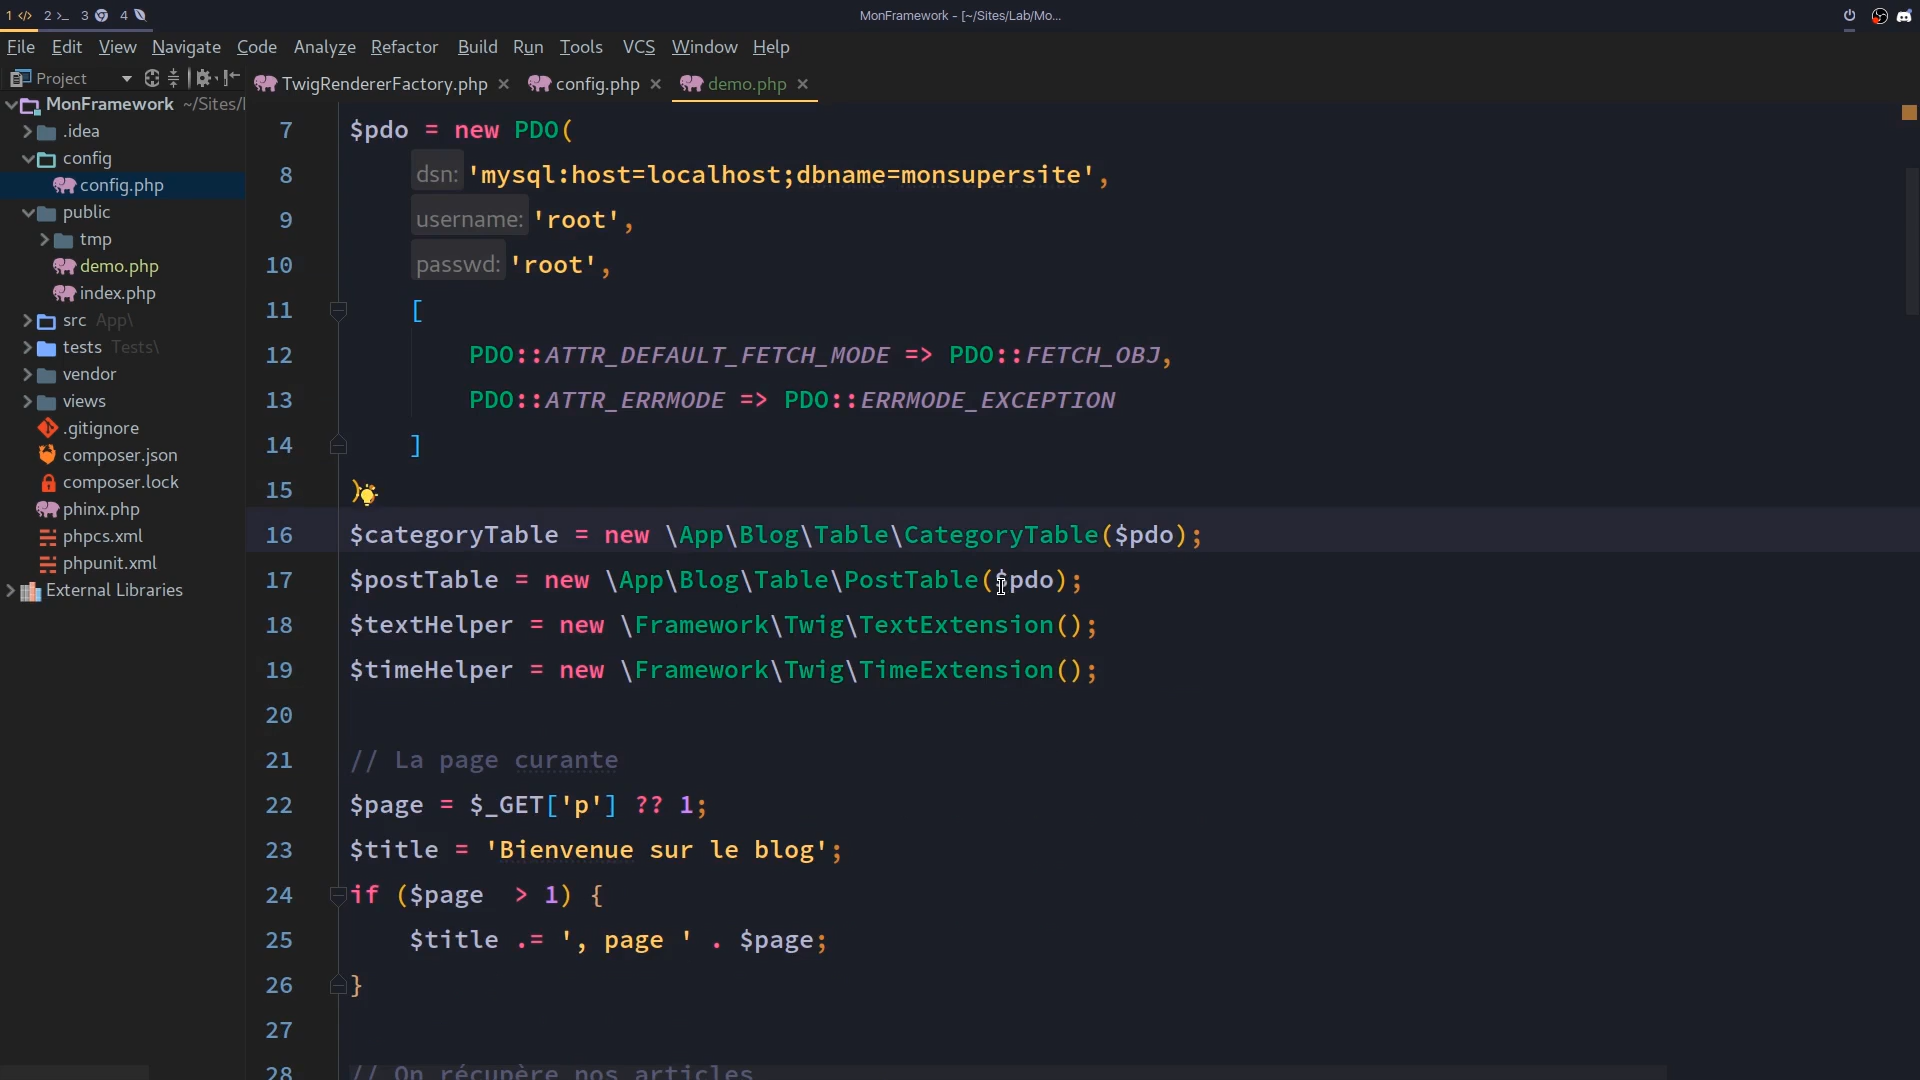 1 </> 2 >_ 3 4
MonFramework - [~/Sites/Lab/Mo...
File Edit View Navigate Code Analyze Refactor Build Run Tools VCS Window Help
Project
TwigRendererFactory.php config.php demo.php
MonFramework ~/Sites/
.idea
config
config.php
public
tmp
demo.php
index.php
src App\
tests Tests\
vendor
views
.gitignore
composer.json
composer.lock
phinx.php
phpcs.xml
phpunit.xml
External Libraries
7 $pdo = new PDO(
8 dsn: 'mysql:host=localhost;dbname=monsupersite',
9 username: 'root',
10 passwd: 'root',
11 [
12 PDO::ATTR_DEFAULT_FETCH_MODE => PDO::FETCH_OBJ,
13 PDO::ATTR_ERRMODE => PDO::ERRMODE_EXCEPTION
14 ]
15 )
16 $categoryTable = new \App\Blog\Table\CategoryTable($pdo);
17 $postTable = new \App\Blog\Table\PostTable($pdo);
18 $textHelper = new \Framework\Twig\TextExtension();
19 $timeHelper = new \Framework\Twig\TimeExtension();
20
21 // La page curante
22 $page = $_GET['p'] ?? 1;
23 $title = 'Bienvenue sur le blog';
24 if ($page  > 1) {
25 $title .= ', page ' . $page;
26 }
27
28 // On récupère nos articles